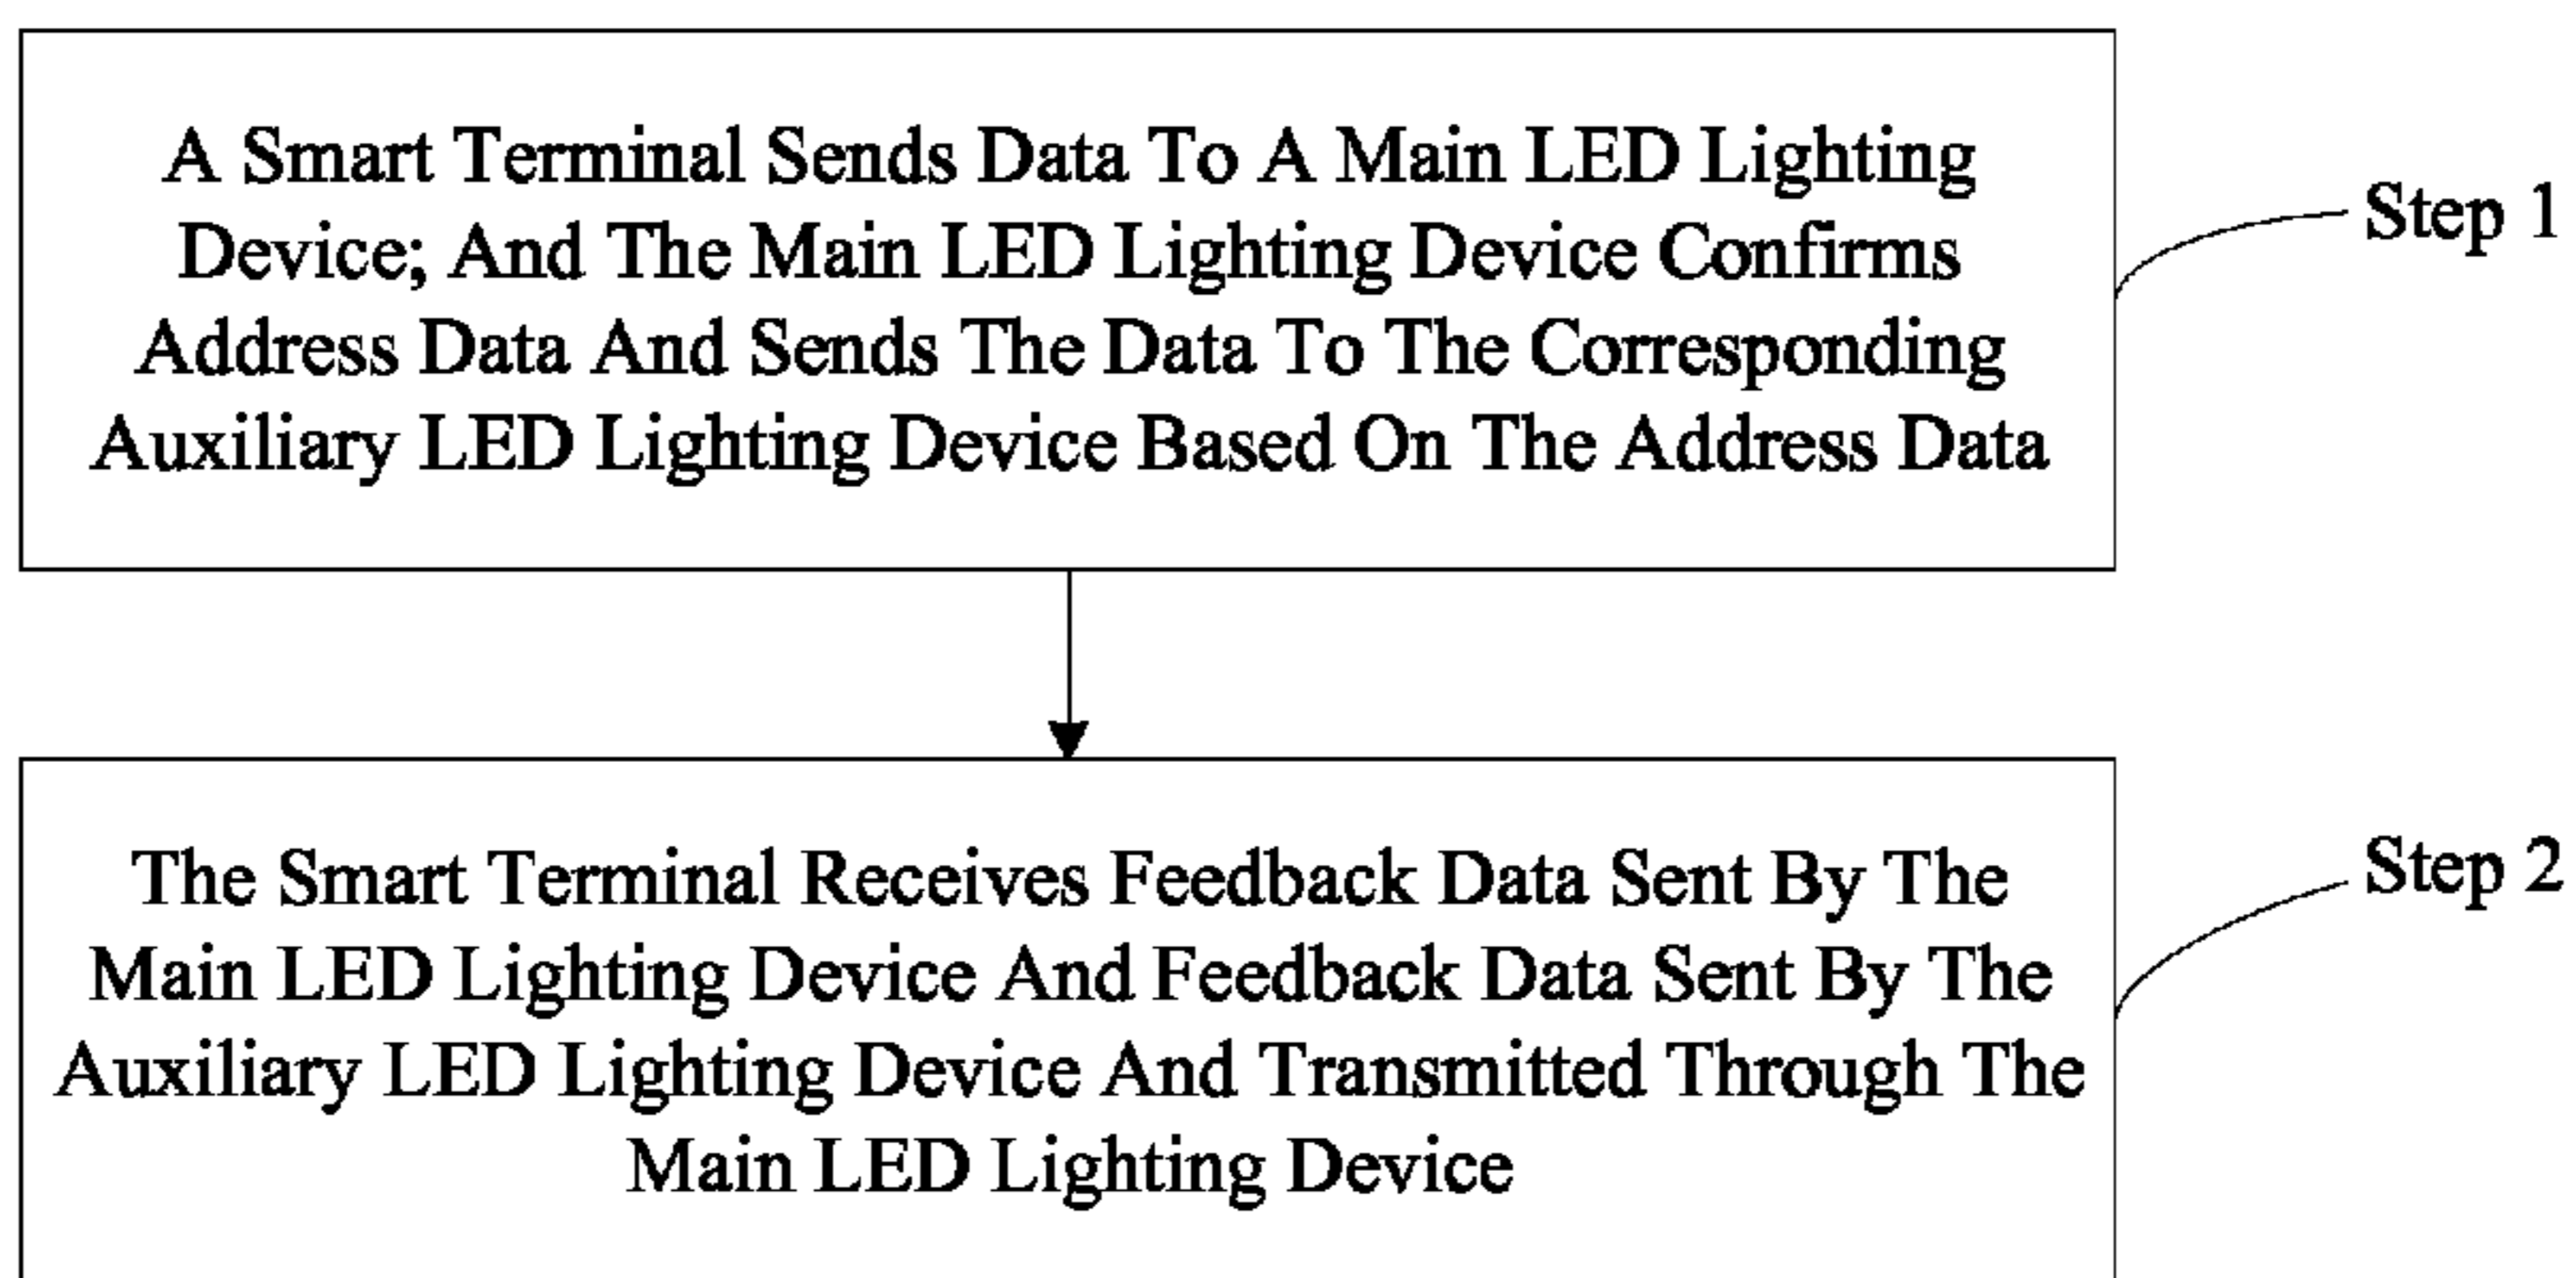 A Smart Terminal Sends Data To A Main LED Lighting
Device; And The Main LED Lighting Device Confirms
Address Data And Sends The Data To The Corresponding
Auxiliary LED Lighting Device Based On The Address Data
Step 1
The Smart Terminal Receives Feedback Data Sent By The
Main LED Lighting Device And Feedback Data Sent By The
Auxiliary LED Lighting Device And Transmitted Through The
Main LED Lighting Device
Step 2